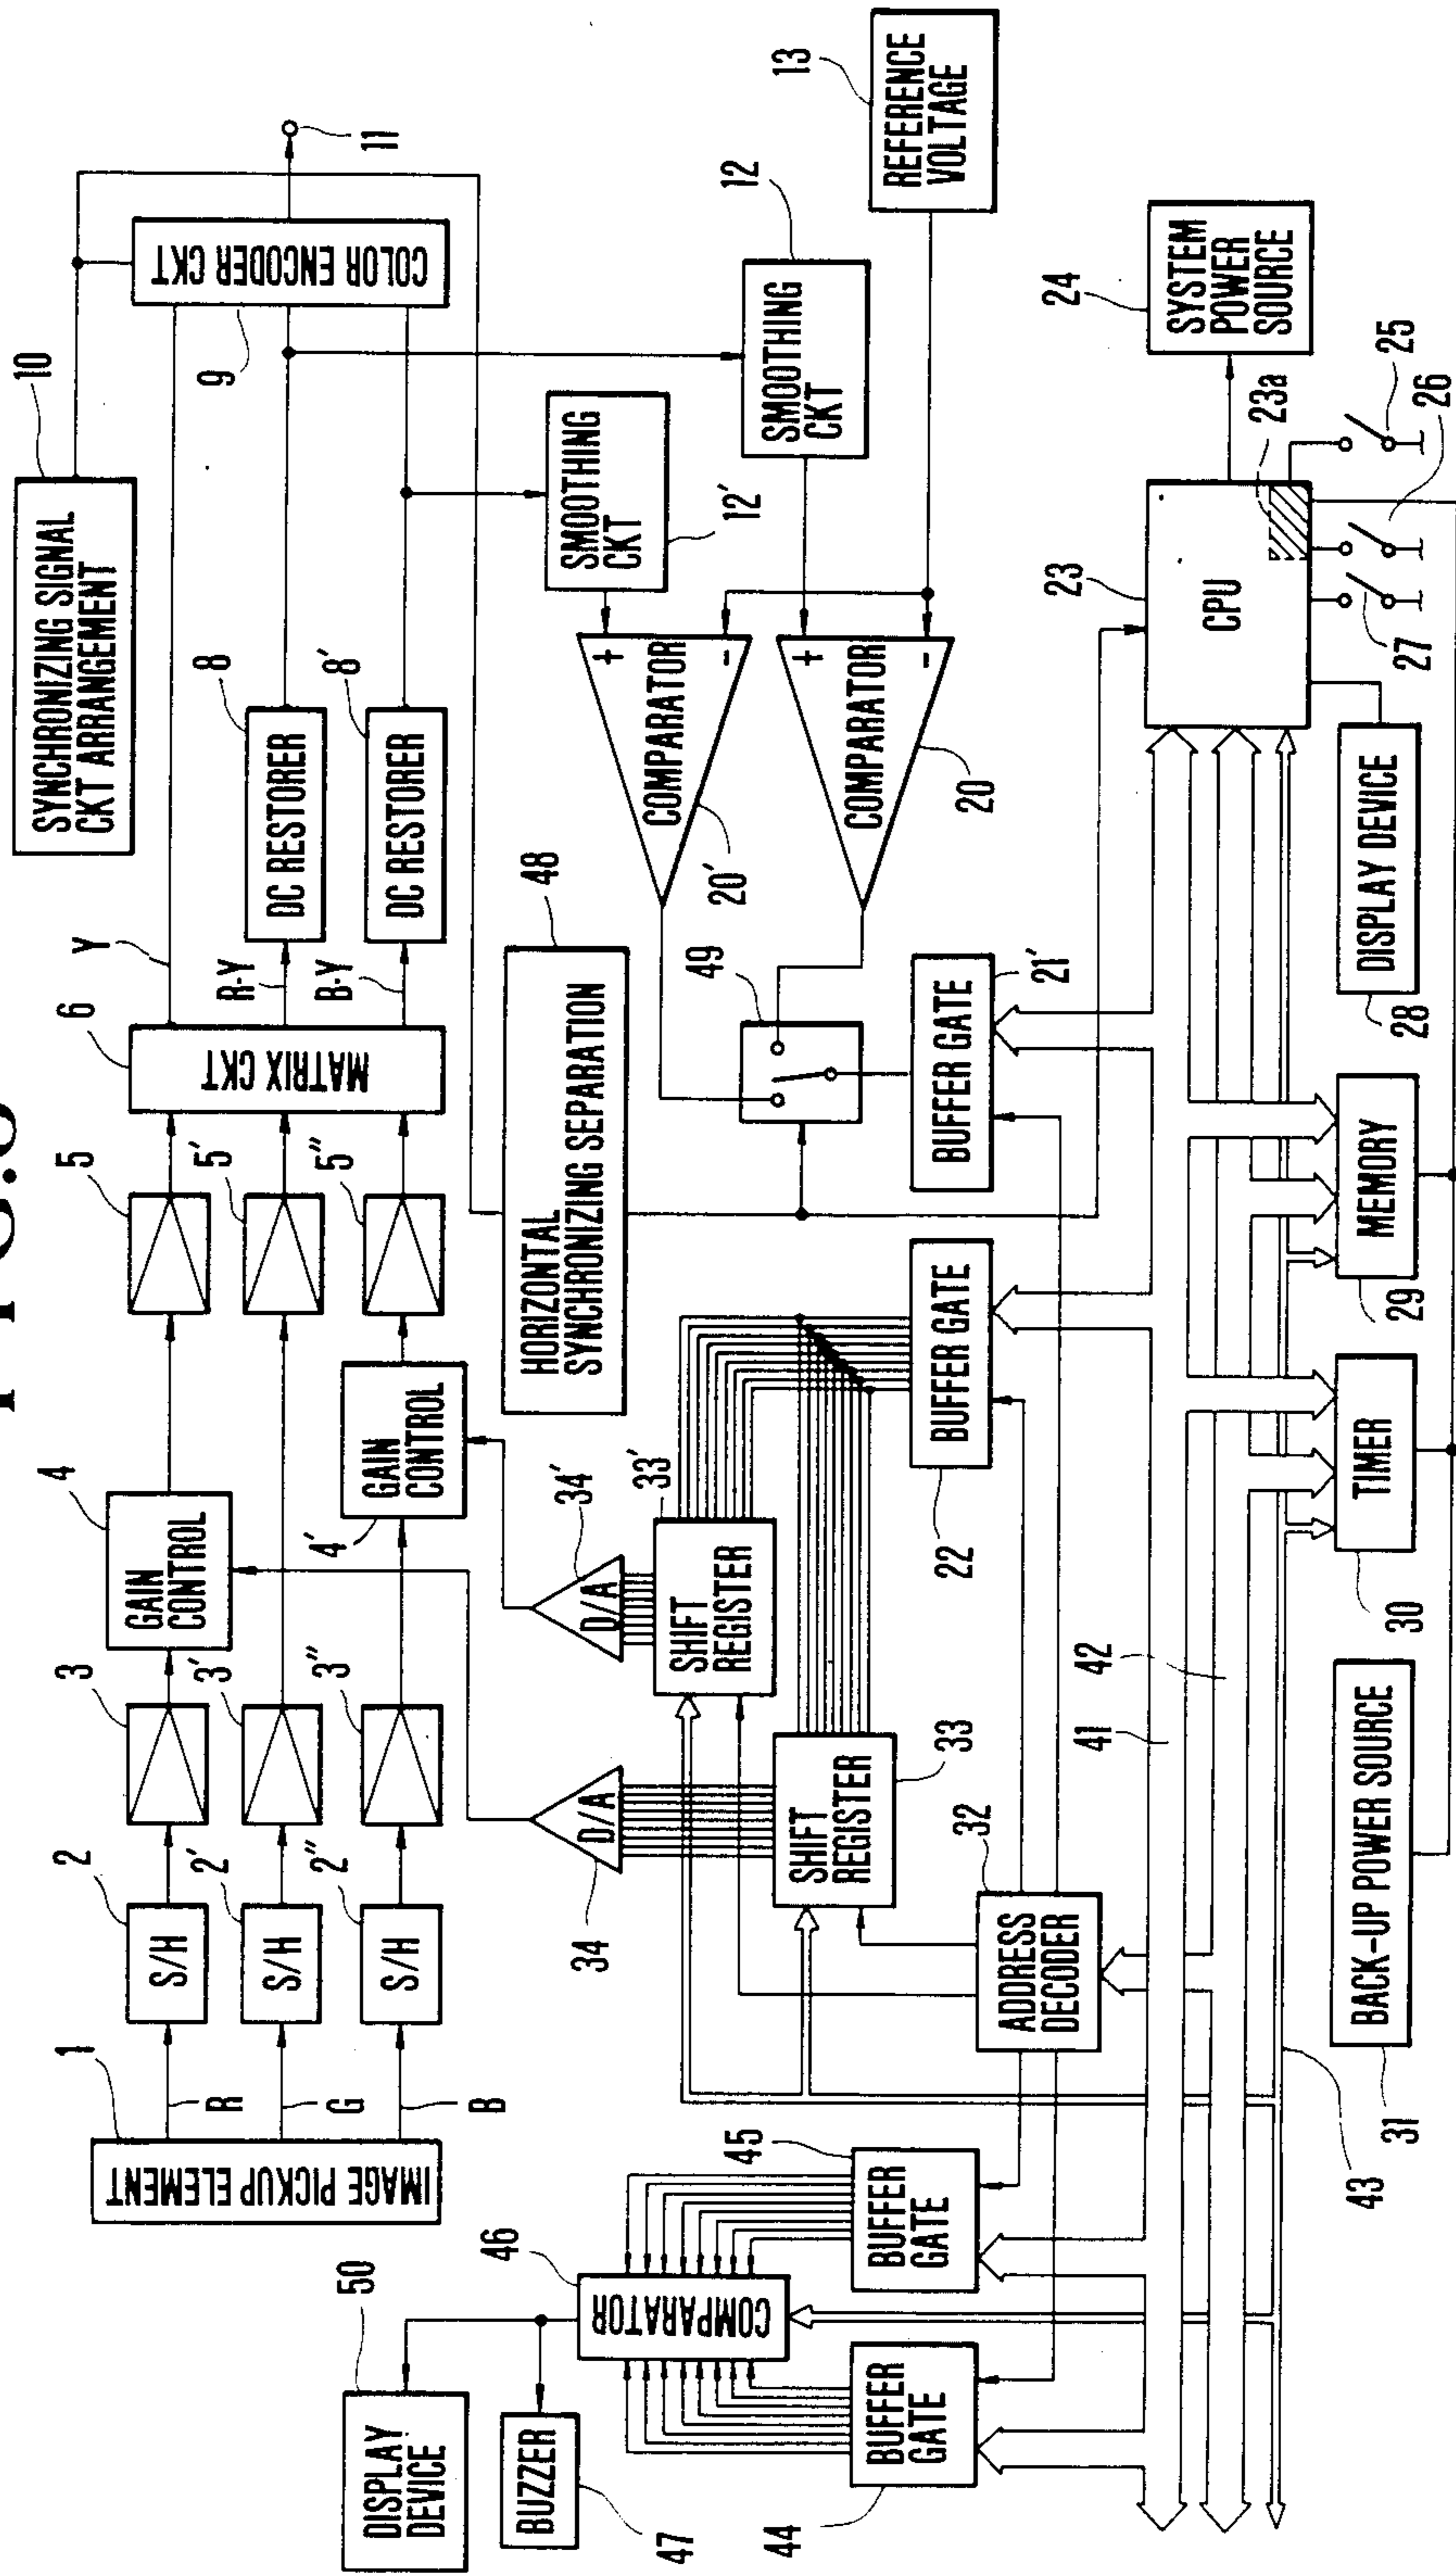 FIG.5
1
IMAGE PICKUP ELEMENT
R
G
B
2
S/H
2'
S/H
2"
S/H
3
3'
3"
4
GAIN CONTROL
4'
GAIN CONTROL
5
5'
5"
6
MATRIX CKT
Y
R-Y
B-Y
8
DC RESTORER
8'
DC RESTORER
9
COLOR ENCODER CKT
10
SYNCHRONIZING SIGNAL
CKT ARRANGEMENT
11
50
DISPLAY
DEVICE
BUZZER
47
46
COMPARATOR
44
BUFFER
GATE
45
BUFFER
GATE
34
D/A
34'
D/A
33
SHIFT
REGISTER
33'
SHIFT
REGISTER
32
ADDRESS
DECODER
48
HORIZONTAL
SYNCHRONIZING SEPARATION
22
BUFFER GATE
49
21'
BUFFER GATE
20'
COMPARATOR
+
-
20
COMPARATOR
+
-
12'
SMOOTHING
CKT
12
SMOOTHING
CKT
13
REFERENCE
VOLTAGE
41
42
43
31
BACK-UP POWER SOURCE
30
TIMER
29
MEMORY
28
DISPLAY DEVICE
23
CPU
23a
24
SYSTEM
POWER
SOURCE
25
26
27